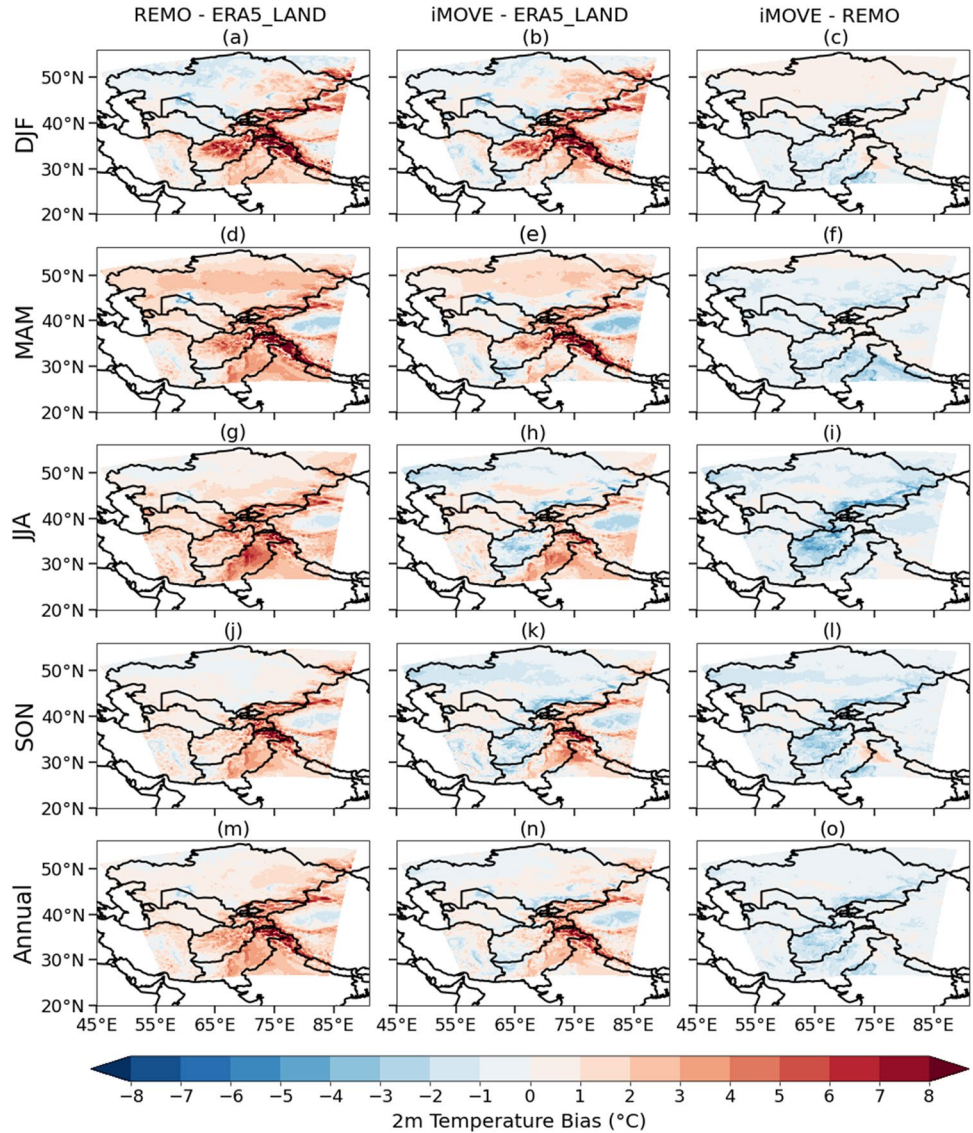 REMO - ERA5_LAND iMOVE - ERA5_LAND iMOVE - REMO
(a) (b) (c)
50°N
40°N
30°N
20°N
DJF
(d) (e) (f)
50°N
40°N
30°N
20°N
MAM
(g) (h) (i)
50°N
40°N
30°N
20°N
JJA
(j) (k) (l)
50°N
40°N
30°N
20°N
SON
(m) (n) (o)
50°N
40°N
30°N
20°N
Annual
45°E 55°E 65°E 75°E 85°E 45°E 55°E 65°E 75°E 85°E 45°E 55°E 65°E 75°E 85°E
−8 −7 −6 −5 −4 −3 −2 −1 0 1 2 3 4 5 6 7 8
2m Temperature Bias (°C)